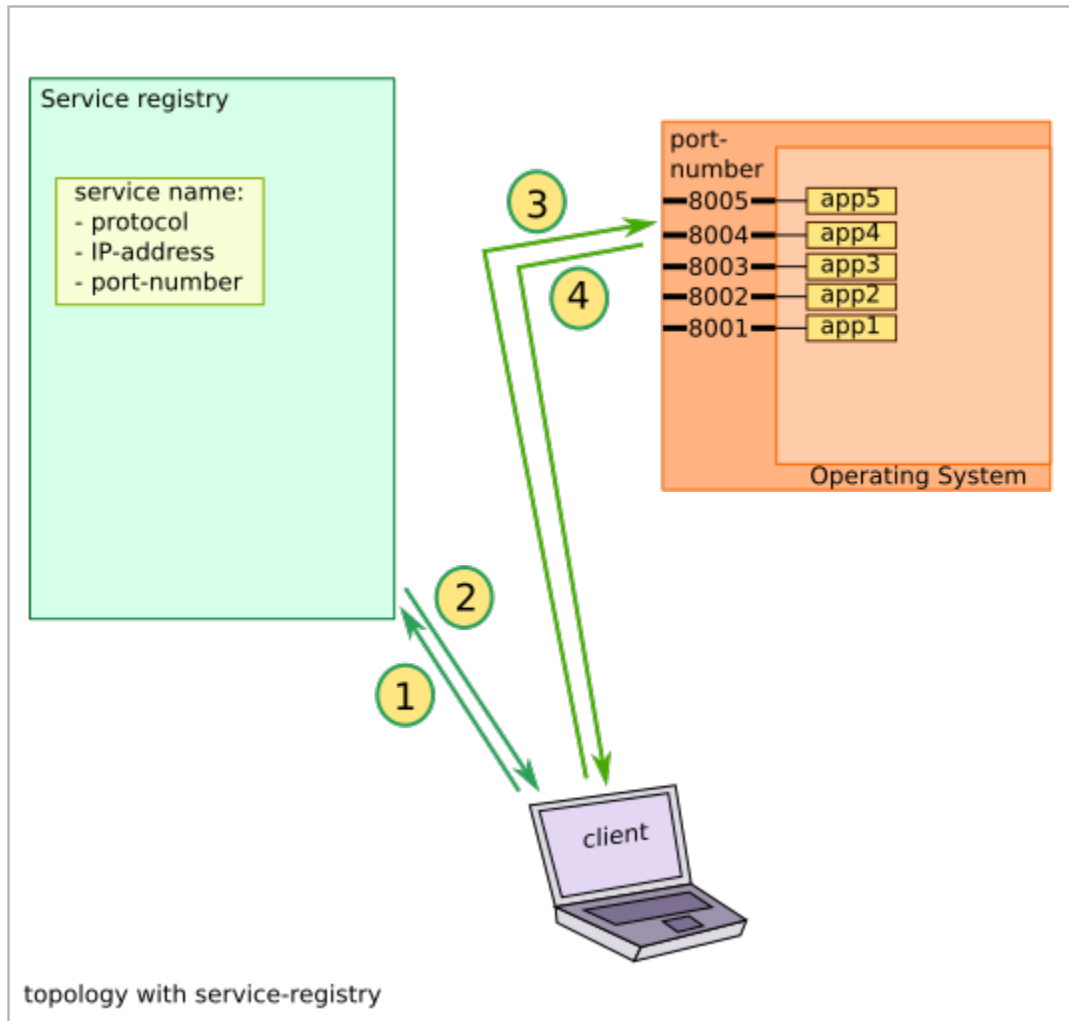 Service registry
service name:
- protocol
- IP-address
- port-number
1
2
3
4
port-
number
8005 app5
8004 app4
8003 app3
8002 app2
8001 app1
Operating System
client
topology with service-registry